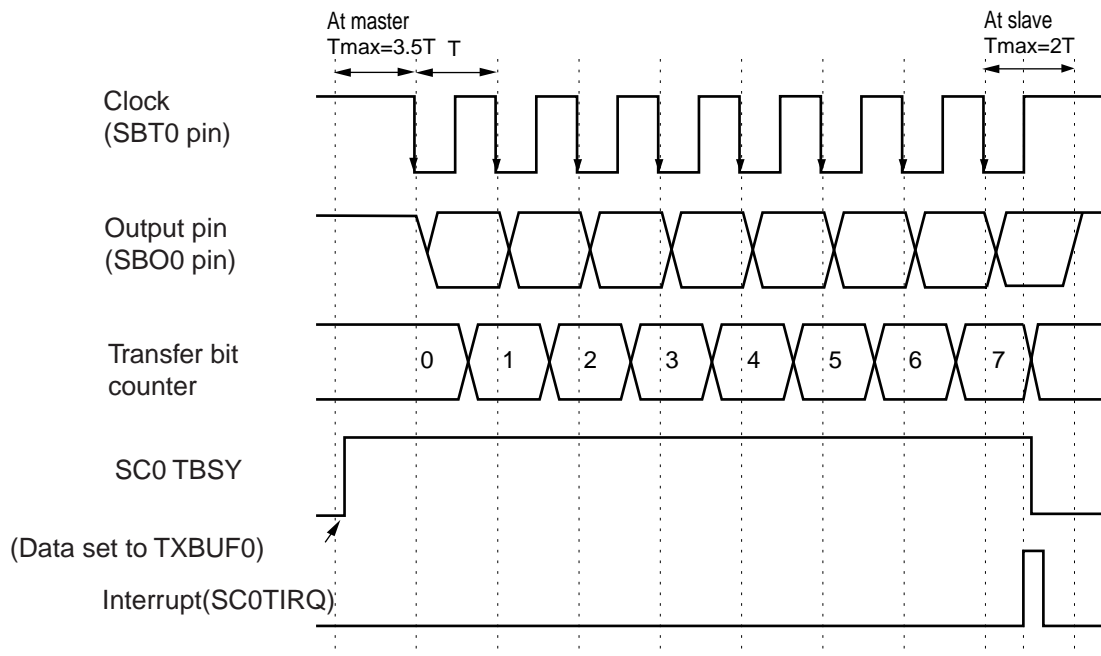 At master
Tmax=3.5T
T
At slave
Tmax=2T
Clock
(SBT0 pin)
Output pin
(SBO0 pin)
Transfer bit
counter
0 1 2 3 4 5 6 7
SC0 TBSY
(Data set to TXBUF0)
Interrupt(SC0TIRQ)